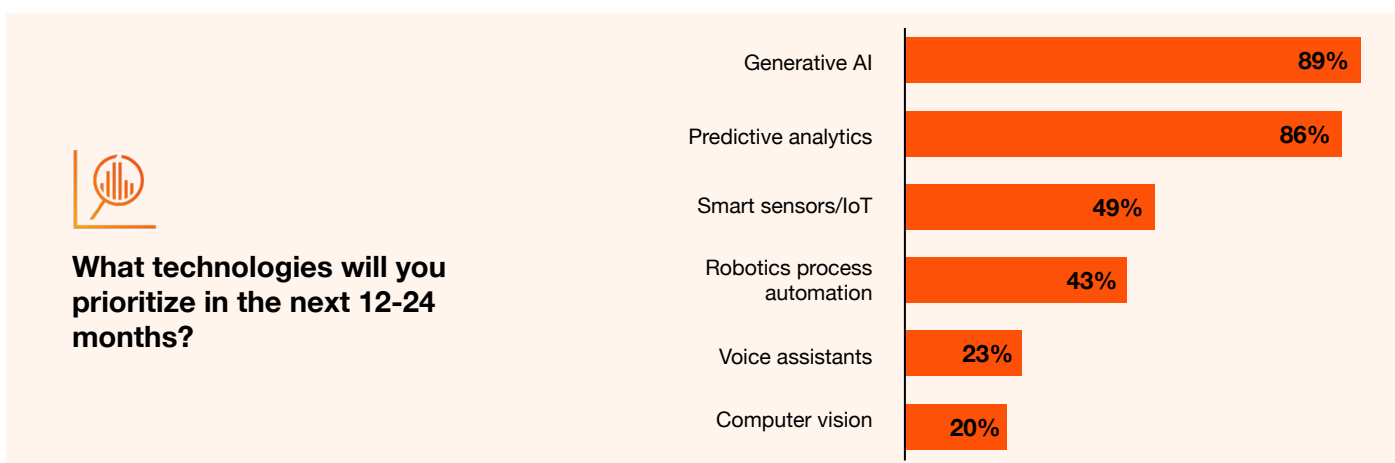 What technologies will you
prioritize in the next 12-24
months?
Generative AI
89%
Predictive analytics
86%
Smart sensors/IoT
49%
Robotics process
automation
43%
Voice assistants
23%
Computer vision
20%